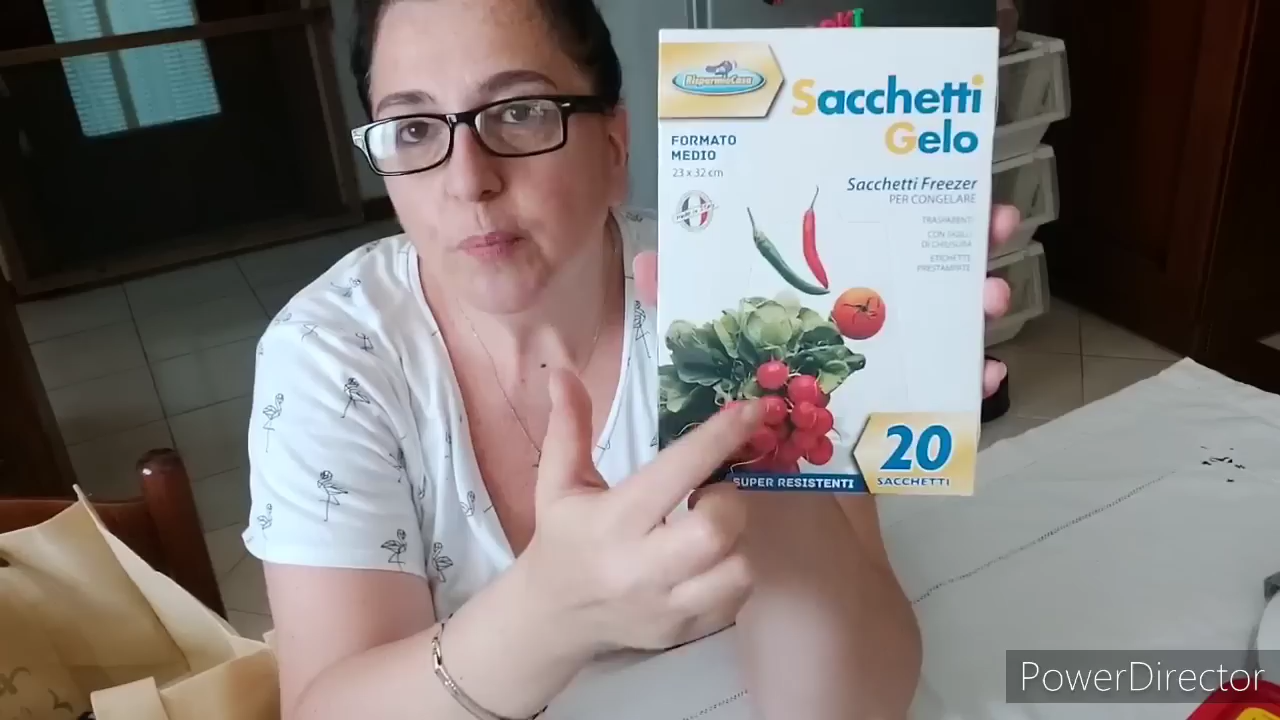 RisparmioCasa
Sacchetti
Gelo
FORMATO
MEDIO
23 x 32 cm
Sacchetti Freezer
PER CONGELARE
TRASPARENTI
CON SIGILLI
DI CHIUSURA
ETICHETTE
PRESTAMPATE
20
SACCHETTI
SUPER RESISTENTI
PowerDirector